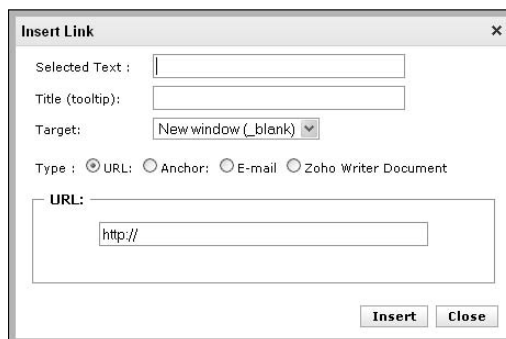 Insert Link ×
Selected Text :
Title (tooltip):
Target: New window (_blank)
Type : URL: Anchor: E-mail Zoho Writer Document
URL:
http://
Insert Close